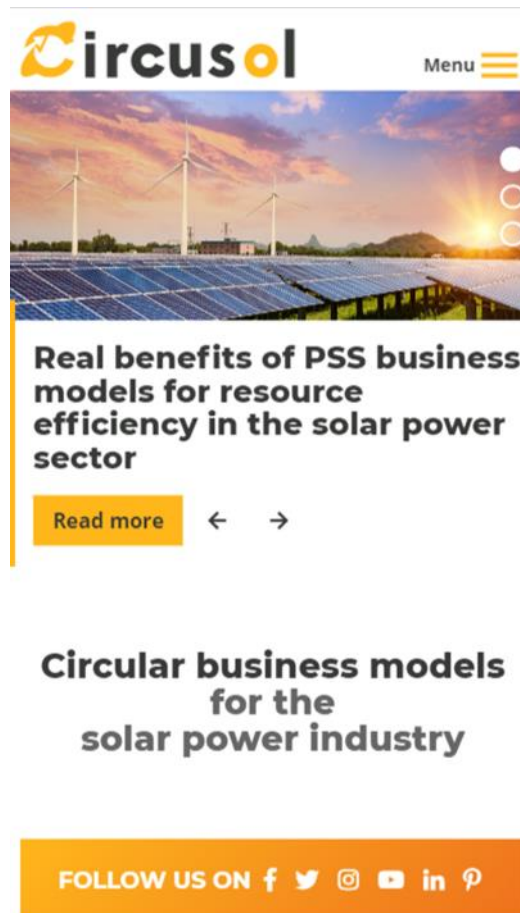 Circusol
Menu
Real benefits of PSS business
models for resource
efficiency in the solar power
sector
Read more
Circular business models
for the
solar power industry
FOLLOW US ON